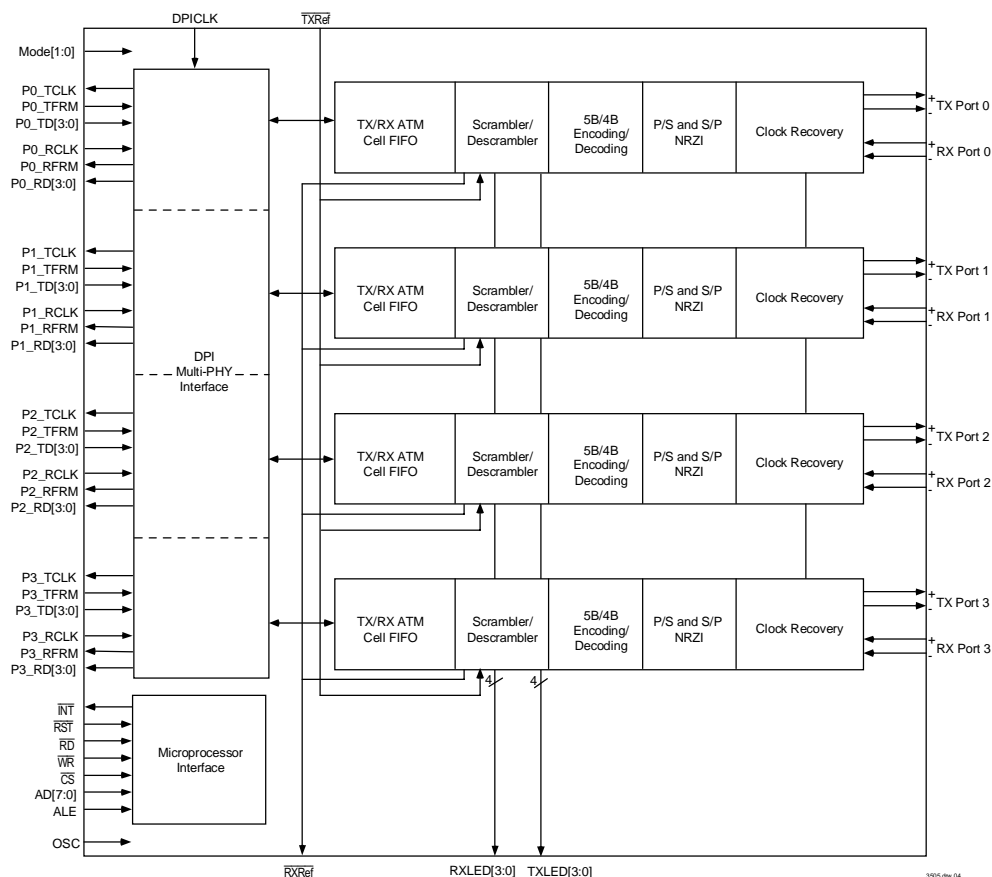 DPICLK
TXRef
Mode[1:0]
P0_TCLK
P0_TFRM
P0_TD[3:0]
P0_RCLK
P0_RFRM
P0_RD[3:0]
TX/RX ATM
Cell FIFO
Scrambler/
Descrambler
5B/4B
Encoding/
Decoding
P/S and S/P
NRZI
Clock Recovery
+
-
TX Port 0
+
-
RX Port 0
P1_TCLK
P1_TFRM
P1_TD[3:0]
P1_RCLK
P1_RFRM
P1_RD[3:0]
TX/RX ATM
Cell FIFO
Scrambler/
Descrambler
5B/4B
Encoding/
Decoding
P/S and S/P
NRZI
Clock Recovery
+
-
TX Port 1
+
-
RX Port 1
DPI
Multi-PHY
Interface
P2_TCLK
P2_TFRM
P2_TD[3:0]
P2_RCLK
P2_RFRM
P2_RD[3:0]
TX/RX ATM
Cell FIFO
Scrambler/
Descrambler
5B/4B
Encoding/
Decoding
P/S and S/P
NRZI
Clock Recovery
+
-
TX Port 2
+
-
RX Port 2
P3_TCLK
P3_TFRM
P3_TD[3:0]
P3_RCLK
P3_RFRM
P3_RD[3:0]
TX/RX ATM
Cell FIFO
Scrambler/
Descrambler
5B/4B
Encoding/
Decoding
P/S and S/P
NRZI
Clock Recovery
+
-
TX Port 3
+
-
RX Port 3
4
4
INT
RST
RD
WR
CS
AD[7:0]
ALE
Microprocessor
Interface
OSC
RXRef
RXLED[3:0]
TXLED[3:0]
3505 drw 04